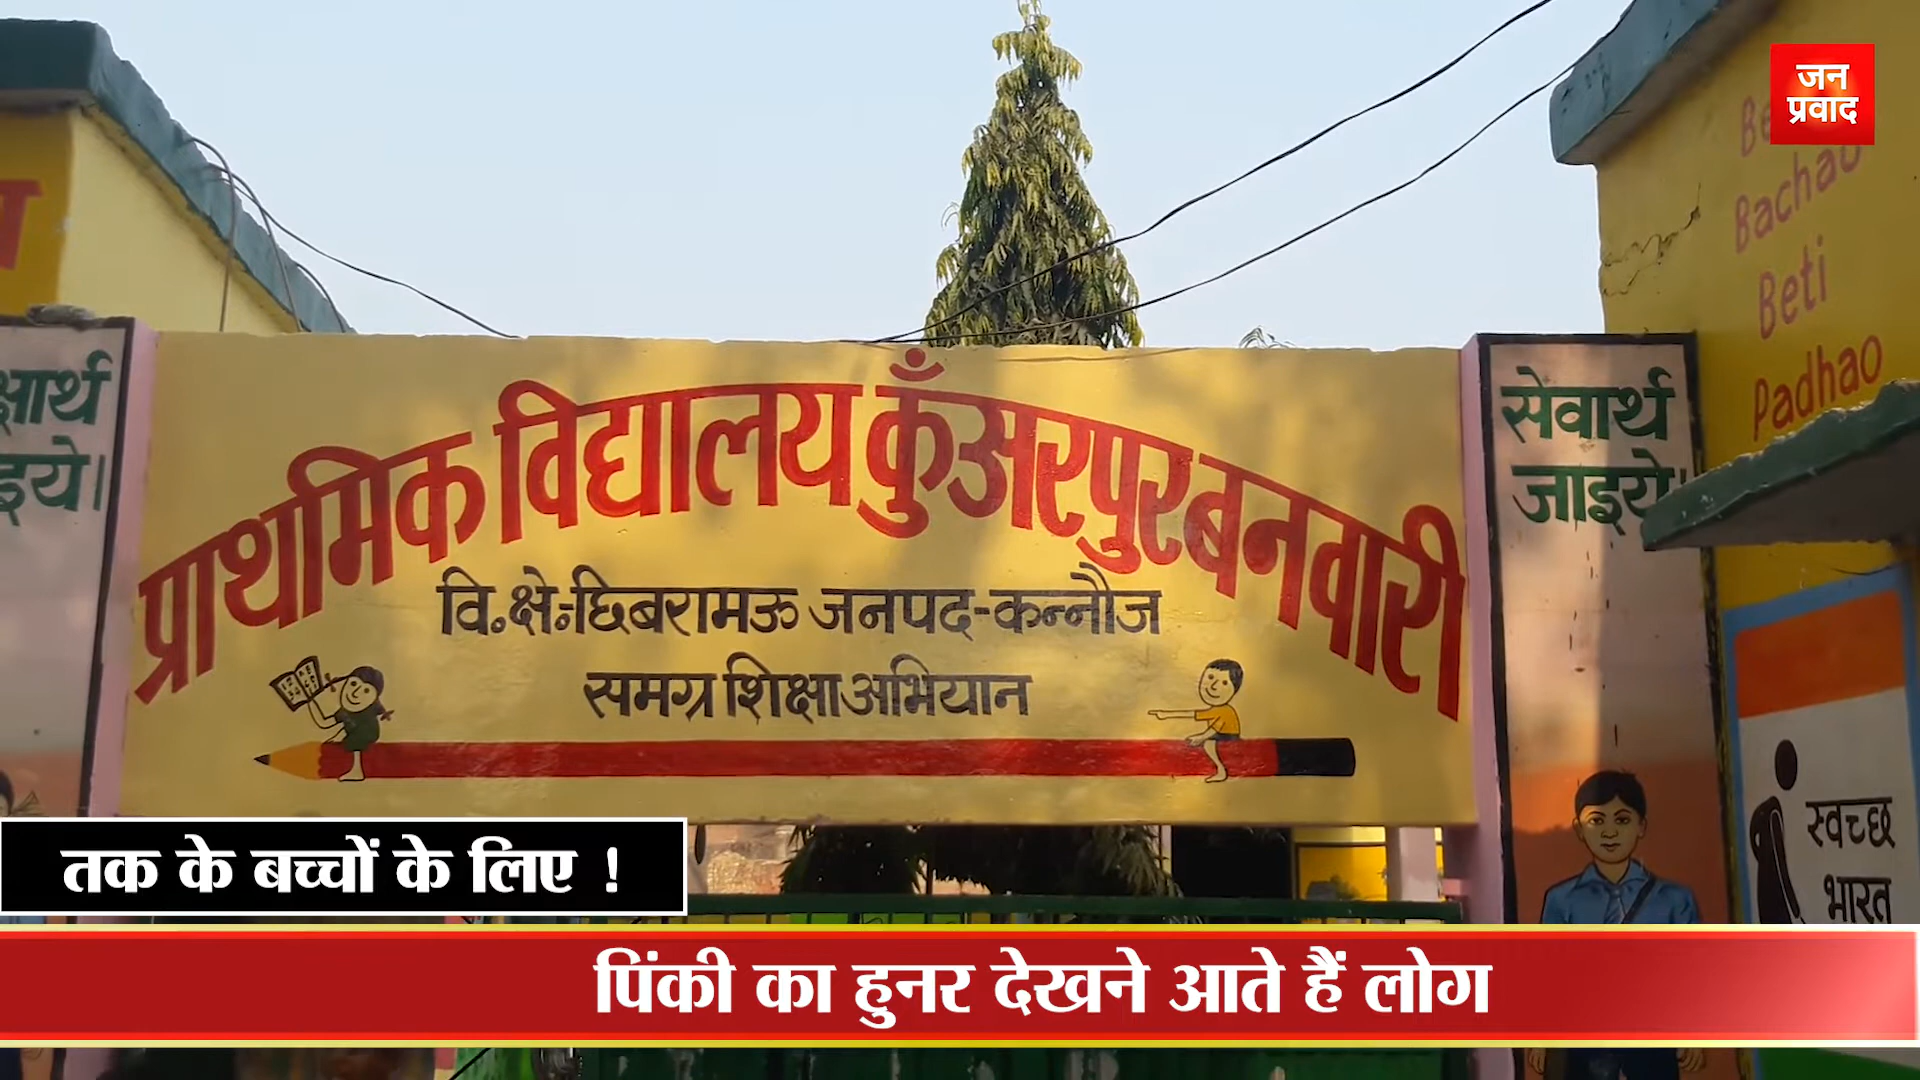 जन
प्रवाद
Bachao
Beti
Padhao
प्राथमिक विद्यालय कुँअरपुर बनवारी
वि.क्षे.-छिबरामऊ जनपद-कन्नौज
समग्र शिक्षा अभियान
सेवार्थ
जाइये।
स्वच्छ
भारत
तक के बच्चों के लिए !
पिंकी का हुनर देखने आते हैं लोग